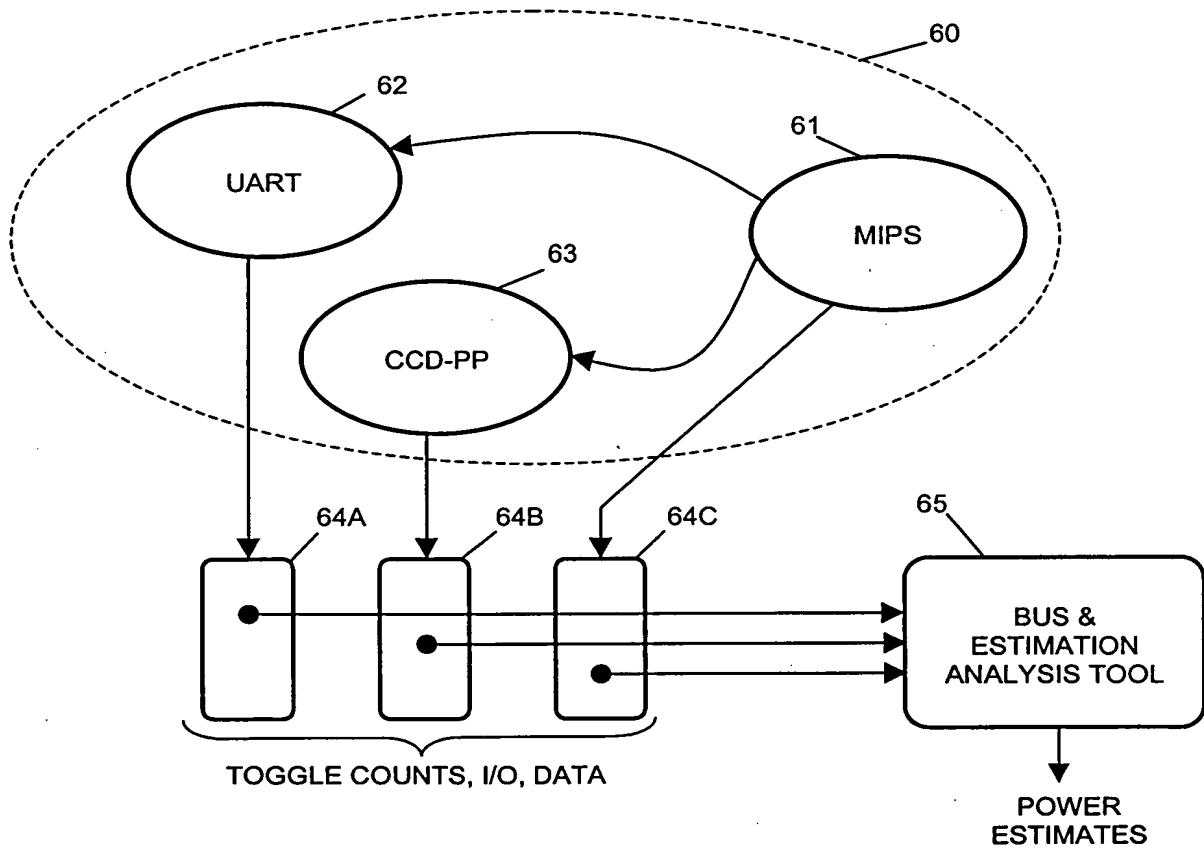 60
62
61
UART
MIPS
63
CCD-PP
64A
64B
64C
65
BUS &
ESTIMATION
ANALYSIS TOOL
TOGGLE COUNTS, I/O, DATA
POWER
ESTIMATES